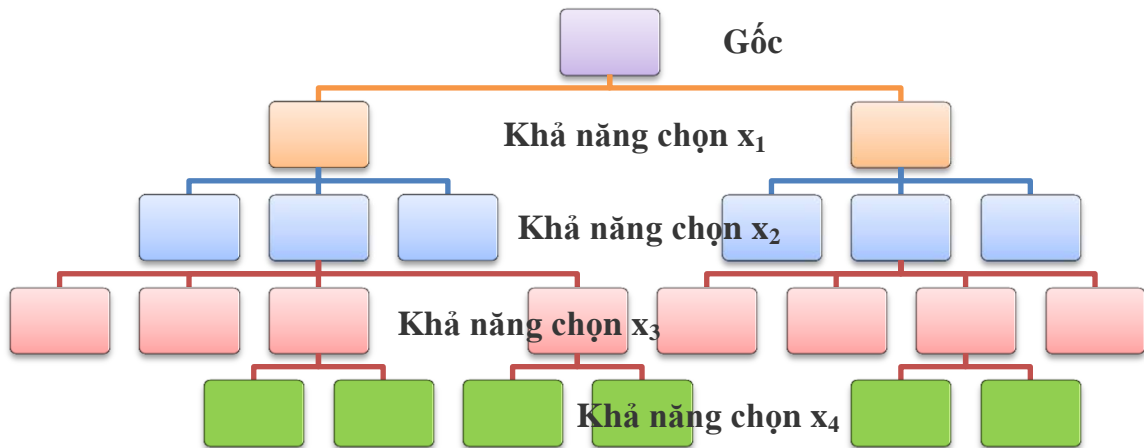 Gốc
Khả năng chọn x₁
Khả năng chọn x₂
Khả năng chọn x₃
Khả năng chọn x₄